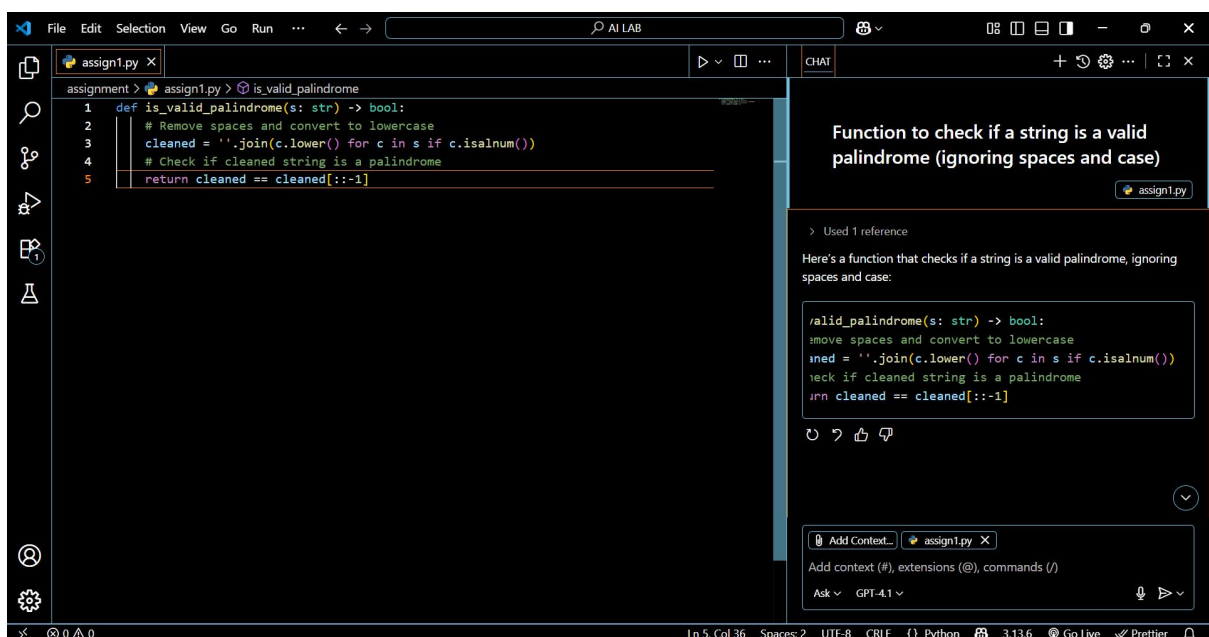 File Edit Selection View Go Run ··· AI LAB
assign1.py
assignment > assign1.py > is_valid_palindrome
1 def is_valid_palindrome(s: str) -> bool:
2 # Remove spaces and convert to lowercase
3 cleaned = ''.join(c.lower() for c in s if c.isalnum())
4 # Check if cleaned string is a palindrome
5 return cleaned == cleaned[::-1]
1
CHAT
Function to check if a string is a valid
palindrome (ignoring spaces and case)
assign1.py
> Used 1 reference
Here's a function that checks if a string is a valid palindrome, ignoring
spaces and case:
valid_palindrome(s: str) -> bool:
emove spaces and convert to lowercase
aned = ''.join(c.lower() for c in s if c.isalnum())
heck if cleaned string is a palindrome
urn cleaned == cleaned[::-1]
Add Context... assign1.py
Add context (#), extensions (@), commands (/)
Ask GPT-4.1
0 0 Ln 5, Col 36 Spaces: 2 UTF-8 CRLF {} Python 3.13.6 Go Live Prettier